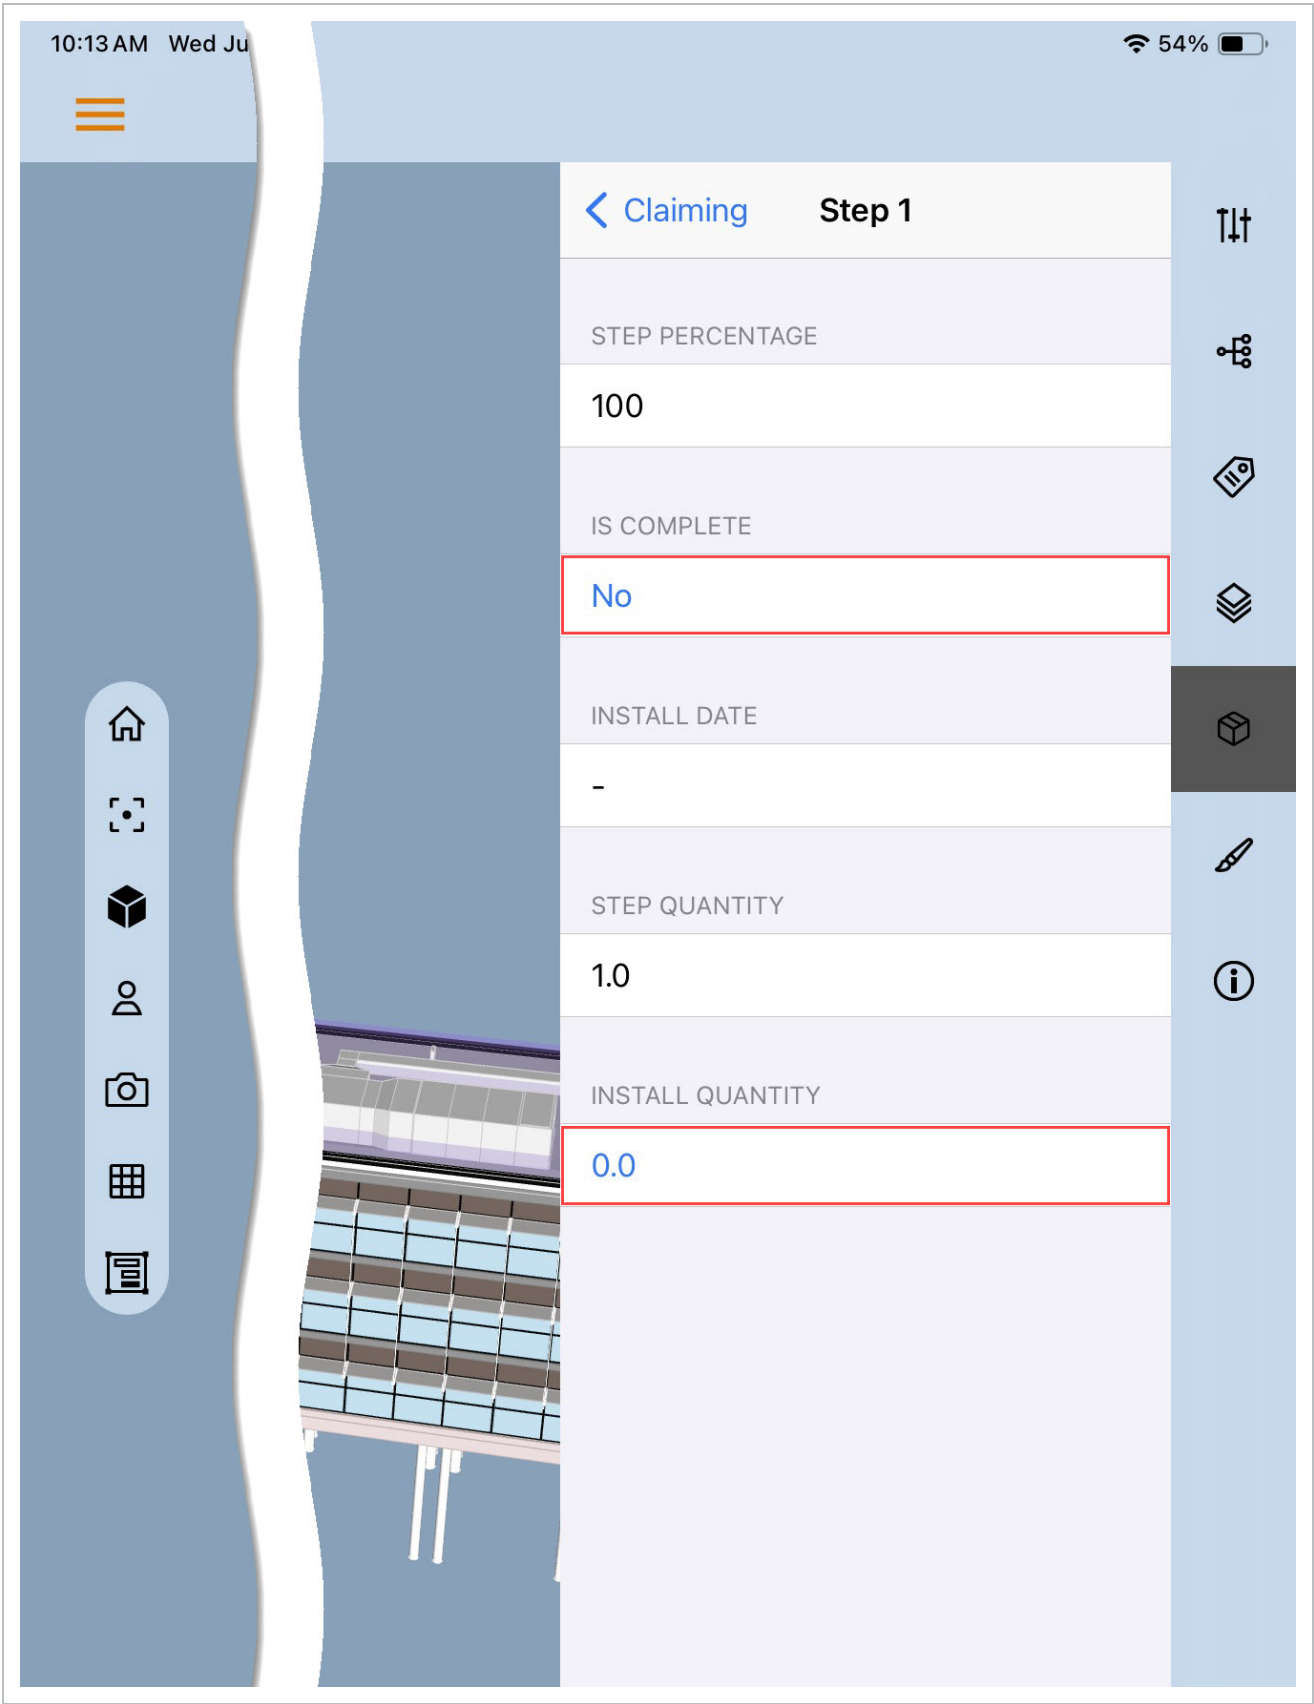 10:13 AM Wed Ju
54%
Claiming Step 1
STEP PERCENTAGE
100
IS COMPLETE
No
INSTALL DATE
-
STEP QUANTITY
1.0
INSTALL QUANTITY
0.0